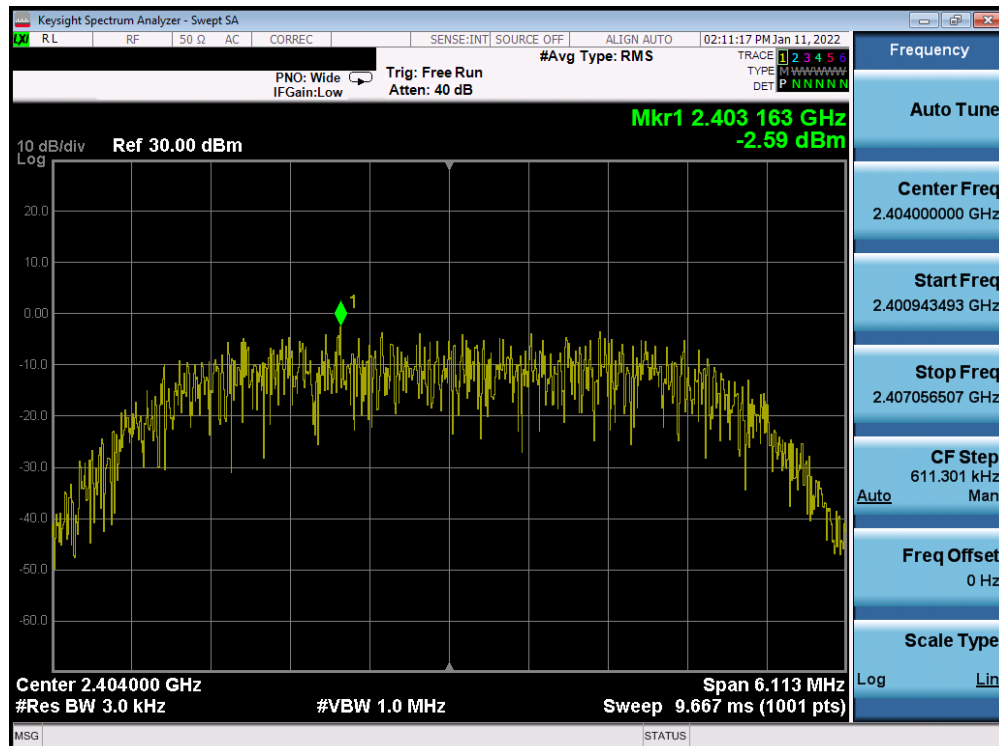 Keysight Spectrum Analyzer - Swept SA
LXI RL RF 50 Ω AC CORREC SENSE:INT SOURCE OFF ALIGN AUTO 02:11:17 PM Jan 11, 2022
#Avg Type: RMS
TRACE 1 2 3 4 5 6
TYPE M WWWWW
DET P N N N N N
PNO: Wide
IFGain:Low
Trig: Free Run
Atten: 40 dB
Mkr1 2.403 163 GHz
-2.59 dBm
10 dB/div
Log
Ref 30.00 dBm
20.0
10.0
0.00
-10.0
-20.0
-30.0
-40.0
-50.0
-60.0
1
Center 2.404000 GHz
Span 6.113 MHz
#Res BW 3.0 kHz
#VBW 1.0 MHz
Sweep 9.667 ms (1001 pts)
MSG
STATUS
Frequency
Auto Tune
Center Freq
2.404000000 GHz
Start Freq
2.400943493 GHz
Stop Freq
2.407056507 GHz
CF Step
611.301 kHz
Auto Man
Freq Offset
0 Hz
Scale Type
Log Lin